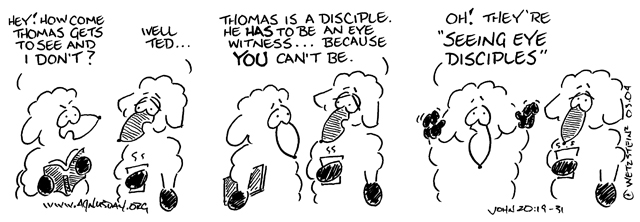 HEY! HOW COME
THOMAS GETS
TO SEE AND
I DON'T?
WELL
TED...
THOMAS IS A DISCIPLE.
HE HAS TO BE AN EYE
WITNESS... BECAUSE
YOU CAN'T BE.
OH! THEY'RE
"SEEING EYE
DISCIPLES"
WWW.AGNUSDAY.ORG
JOHN 20:19-31
© WETZSTEIN 03.09